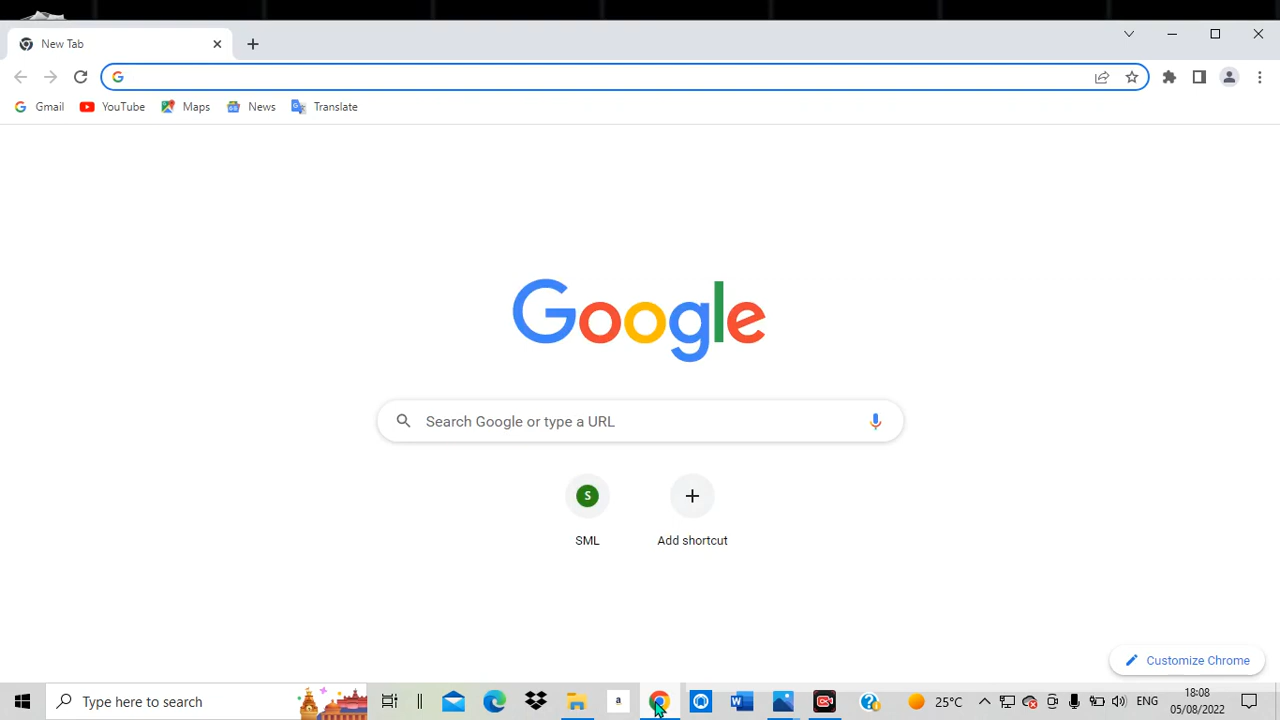 New Tab
Gmail YouTube Maps News Translate
Google
Search Google or type a URL
S
SML Add shortcut
Customize Chrome
Type here to search
a
W
25°C
ENG
18:08
05/08/2022